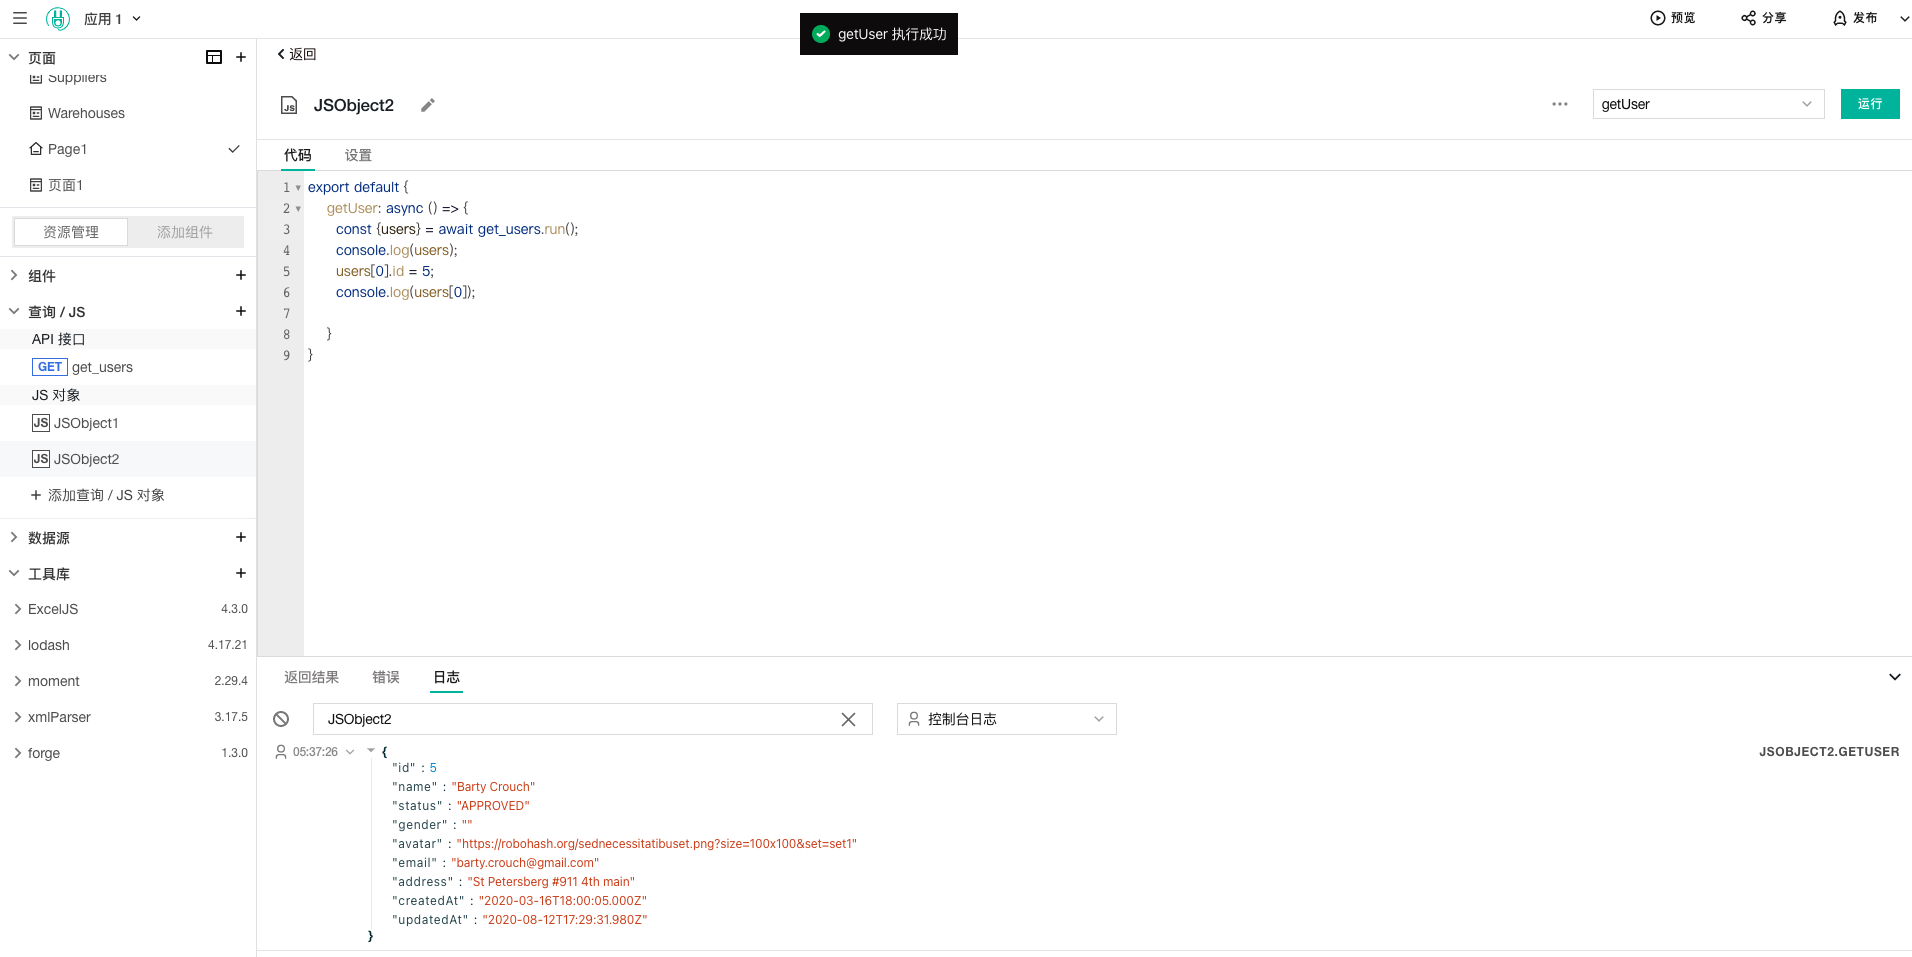 应用 1
getUser 执行成功
预览
分享
发布
页面
Suppliers
Warehouses
Page1
页面1
资源管理
添加组件
组件
查询 / JS
API 接口
GET get_users
JS 对象
JS JSObject1
JS JSObject2
添加查询 / JS 对象
数据源
工具库
ExcelJS 4.3.0
lodash 4.17.21
moment 2.29.4
xmlParser 3.17.5
forge 1.3.0
返回
JS JSObject2
getUser
运行
代码 设置
1 export default {
2 getUser: async () => {
3 const {users} = await get_users.run();
4 console.log(users);
5 users[0].id = 5;
6 console.log(users[0]);
7
8 }
9 }
返回结果 错误 日志
JSObject2
控制台日志
05:37:26 {
JSOBJECT2.GETUSER
"id" : 5
"name" : "Barty Crouch"
"status" : "APPROVED"
"gender" : ""
"avatar" : "https://robohash.org/sednecessitatibuset.png?size=100x100&set=set1"
"email" : "barty.crouch@gmail.com"
"address" : "St Petersberg #911 4th main"
"createdAt" : "2020-03-16T18:00:05.000Z"
"updatedAt" : "2020-08-12T17:29:31.980Z"
}